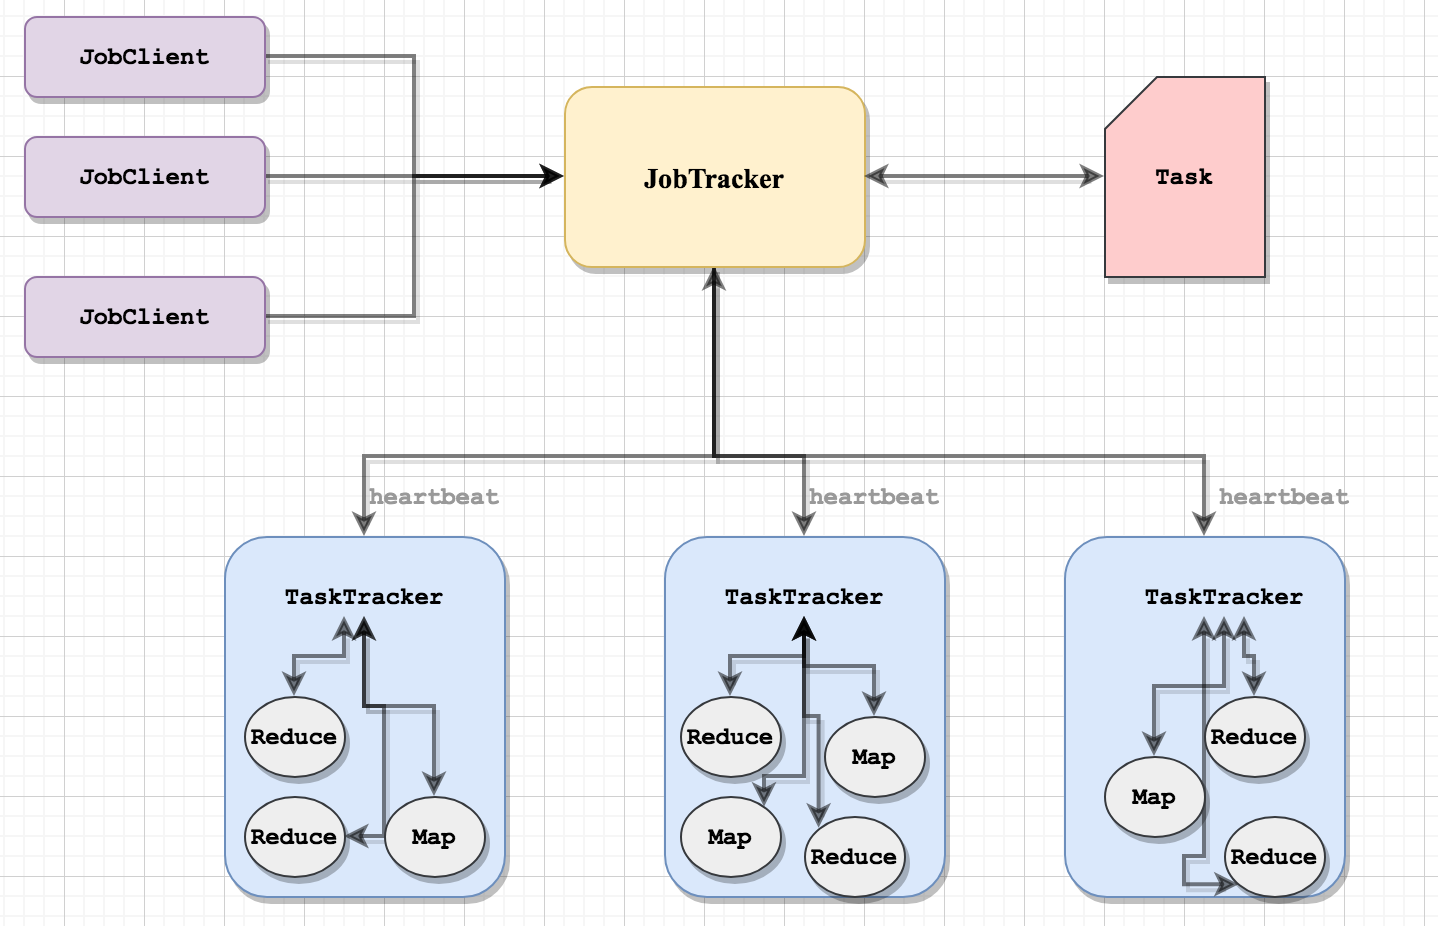 JobClient
JobClient
JobClient
JobTracker
Task
heartbeat
heartbeat
heartbeat
TaskTracker
Reduce
Reduce
Map
TaskTracker
Reduce
Map
Map
Reduce
TaskTracker
Reduce
Map
Reduce